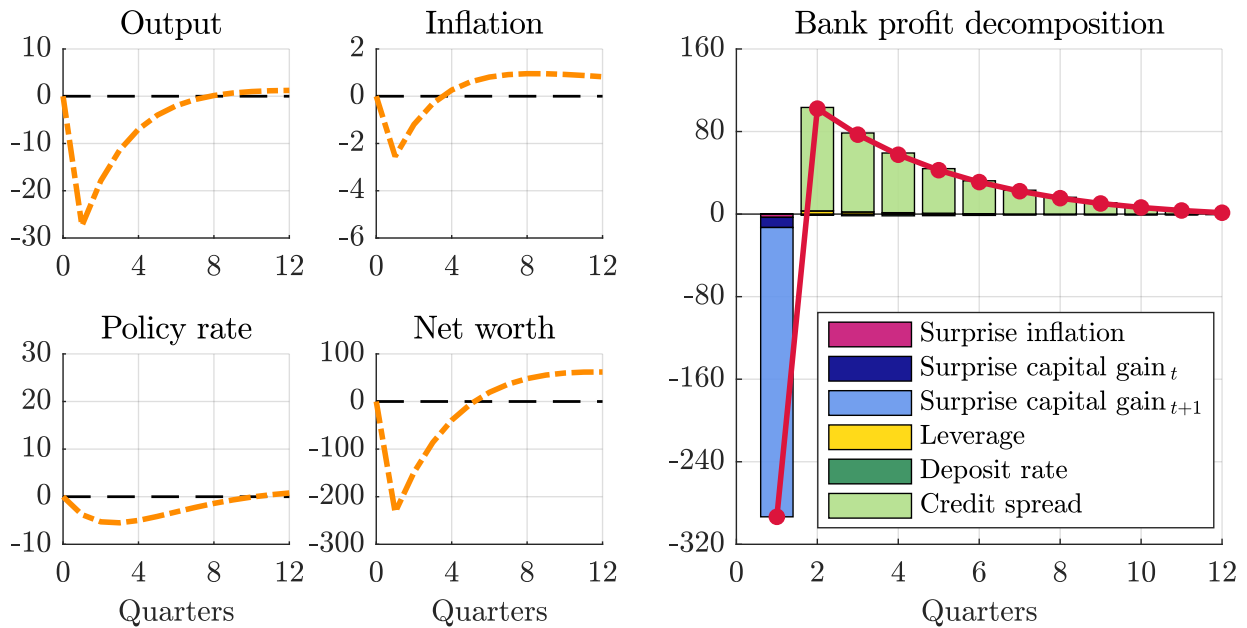 Output
10
0
-10
-20
-30
0 4 8 12
Inflation
2
0
-2
-4
-6
0 4 8 12
Policy rate
30
20
10
0
-10
0 4 8 12
Quarters
Net worth
100
0
-100
-200
-300
0 4 8 12
Quarters
Bank profit decomposition
160
80
0
-80
-160
-240
-320
Surprise inflation
Surprise capital gain t
Surprise capital gain t+1
Leverage
Deposit rate
Credit spread
0 2 4 6 8 10 12
Quarters